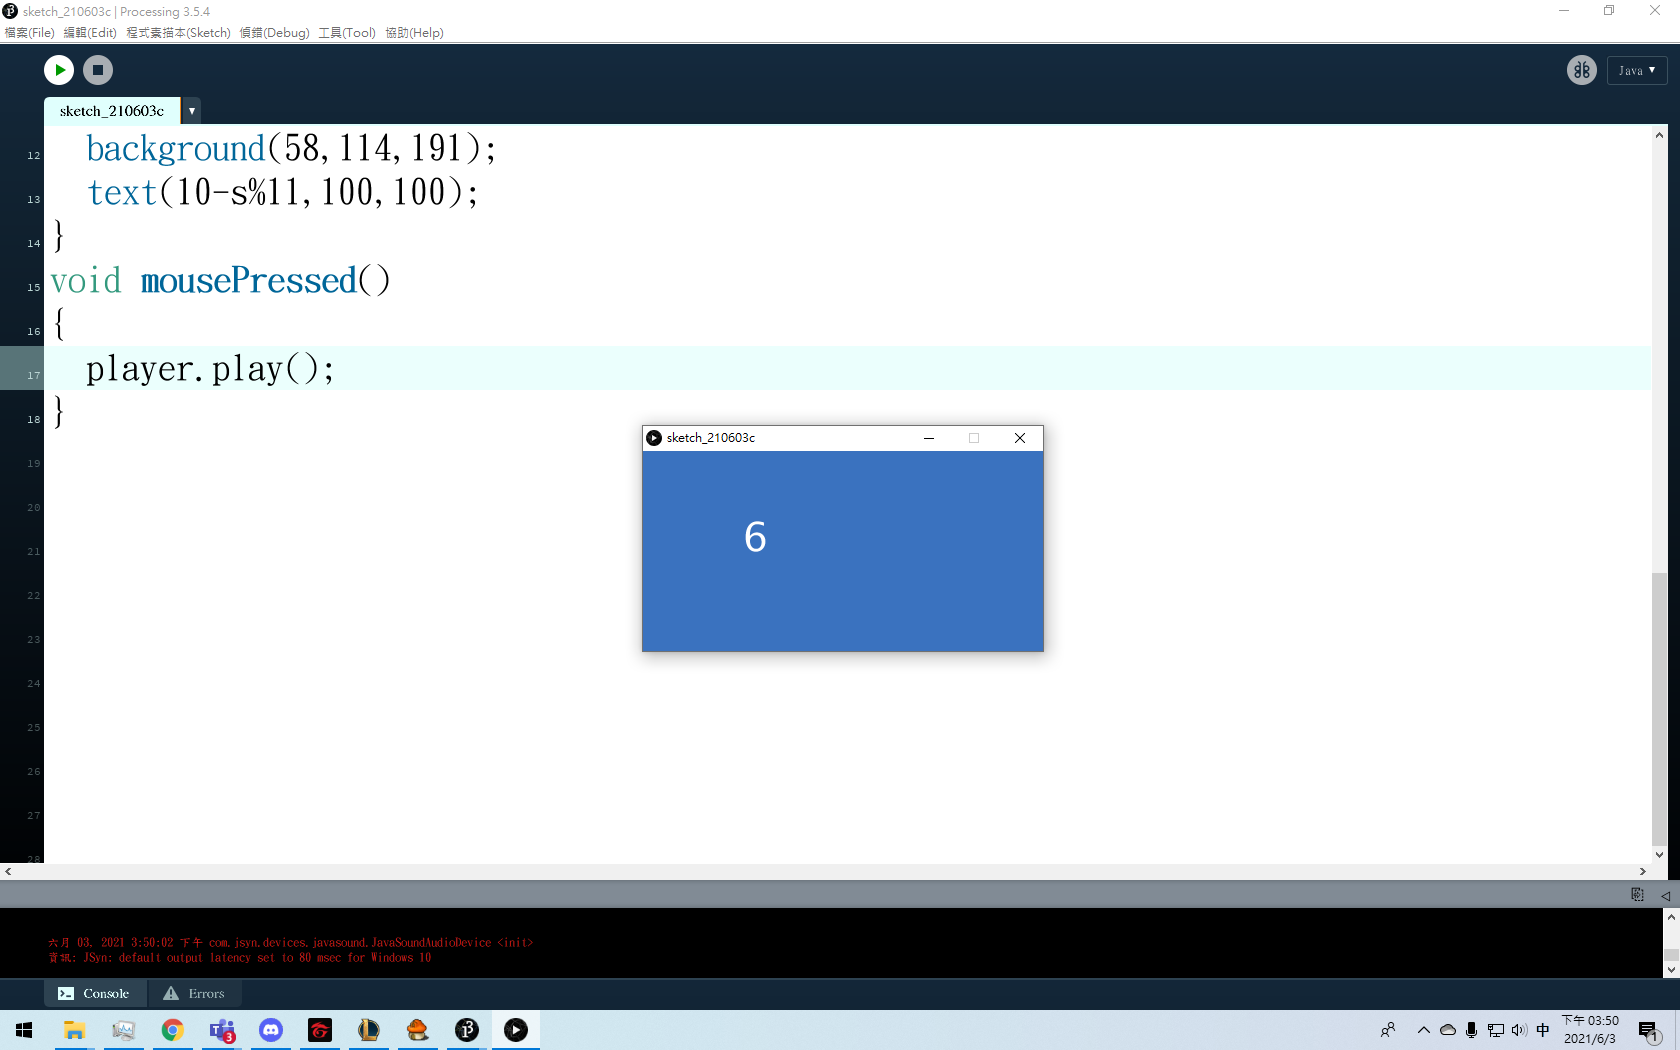 sketch_210603c | Processing 3.5.4
檔案(File) 編輯(Edit) 程式素描本(Sketch) 偵錯(Debug) 工具(Tool) 協助(Help)
Java ▼
sketch_210603c ▼
12 background(58,114,191);
13 text(10-s%11,100,100);
14 }
15 void mousePressed()
16 {
17 player.play();
18 }
19
20
21
22
23
24
25
26
27
28
sketch_210603c
6
六月 03, 2021 3:50:02 下午 com.jsyn.devices.javasound.JavaSoundAudioDevice <init>
資訊: JSyn: default output latency set to 80 msec for Windows 10
Console Errors
3
中
下午 03:50
2021/6/3
1